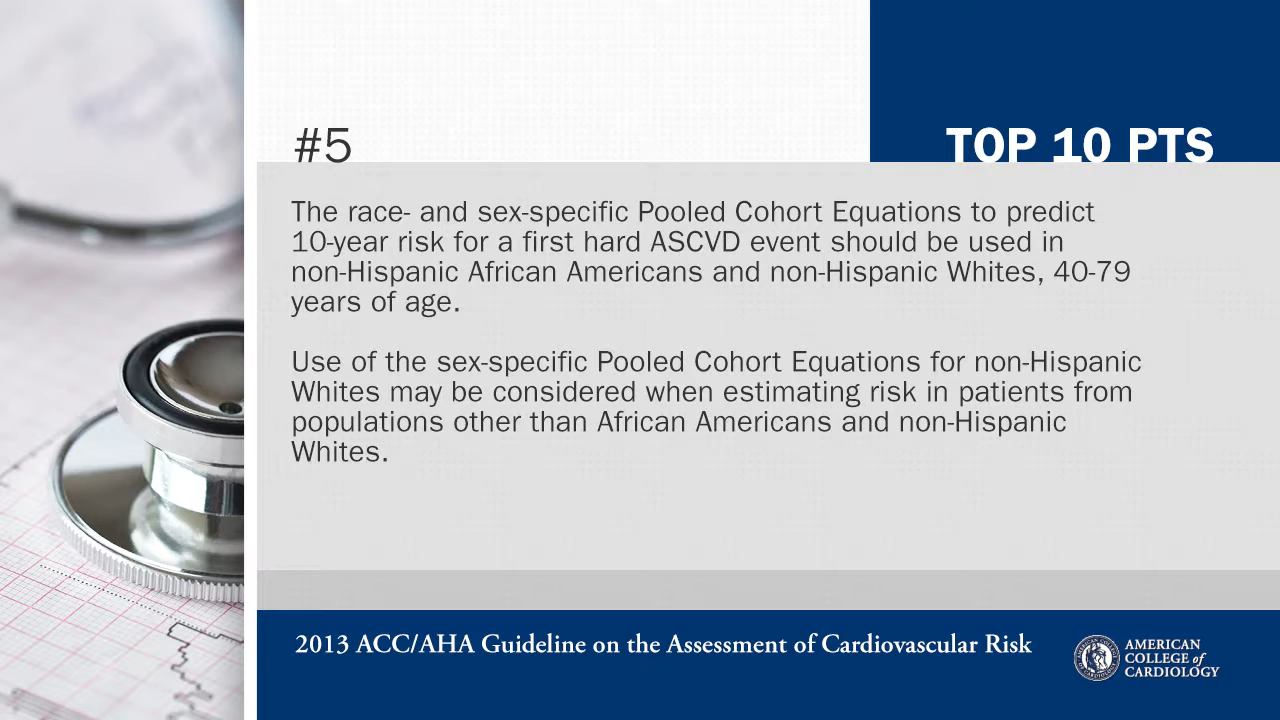 #5
TOP 10 PTS
The race- and sex-specific Pooled Cohort Equations to predict
10-year risk for a first hard ASCVD event should be used in
non-Hispanic African Americans and non-Hispanic Whites, 40-79
years of age.
Use of the sex-specific Pooled Cohort Equations for non-Hispanic
Whites may be considered when estimating risk in patients from
populations other than African Americans and non-Hispanic
Whites.
2013 ACC/AHA Guideline on the Assessment of Cardiovascular Risk
AMERICAN
COLLEGE of
CARDIOLOGY